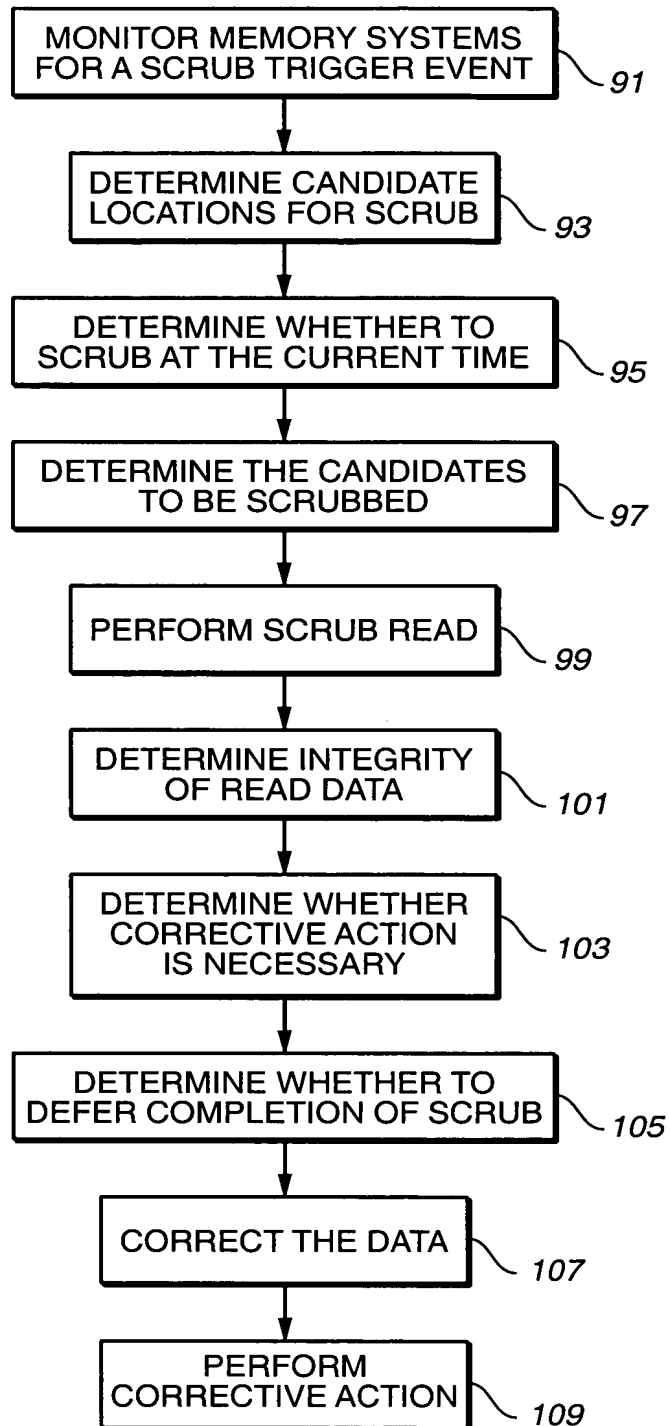 MONITOR MEMORY SYSTEMS
FOR A SCRUB TRIGGER EVENT
91
DETERMINE CANDIDATE
LOCATIONS FOR SCRUB
93
DETERMINE WHETHER TO
SCRUB AT THE CURRENT TIME
95
DETERMINE THE CANDIDATES
TO BE SCRUBBED
97
PERFORM SCRUB READ
99
DETERMINE INTEGRITY
OF READ DATA
101
DETERMINE WHETHER
CORRECTIVE ACTION
IS NECESSARY
103
DETERMINE WHETHER TO
DEFER COMPLETION OF SCRUB
105
CORRECT THE DATA
107
PERFORM
CORRECTIVE ACTION
109